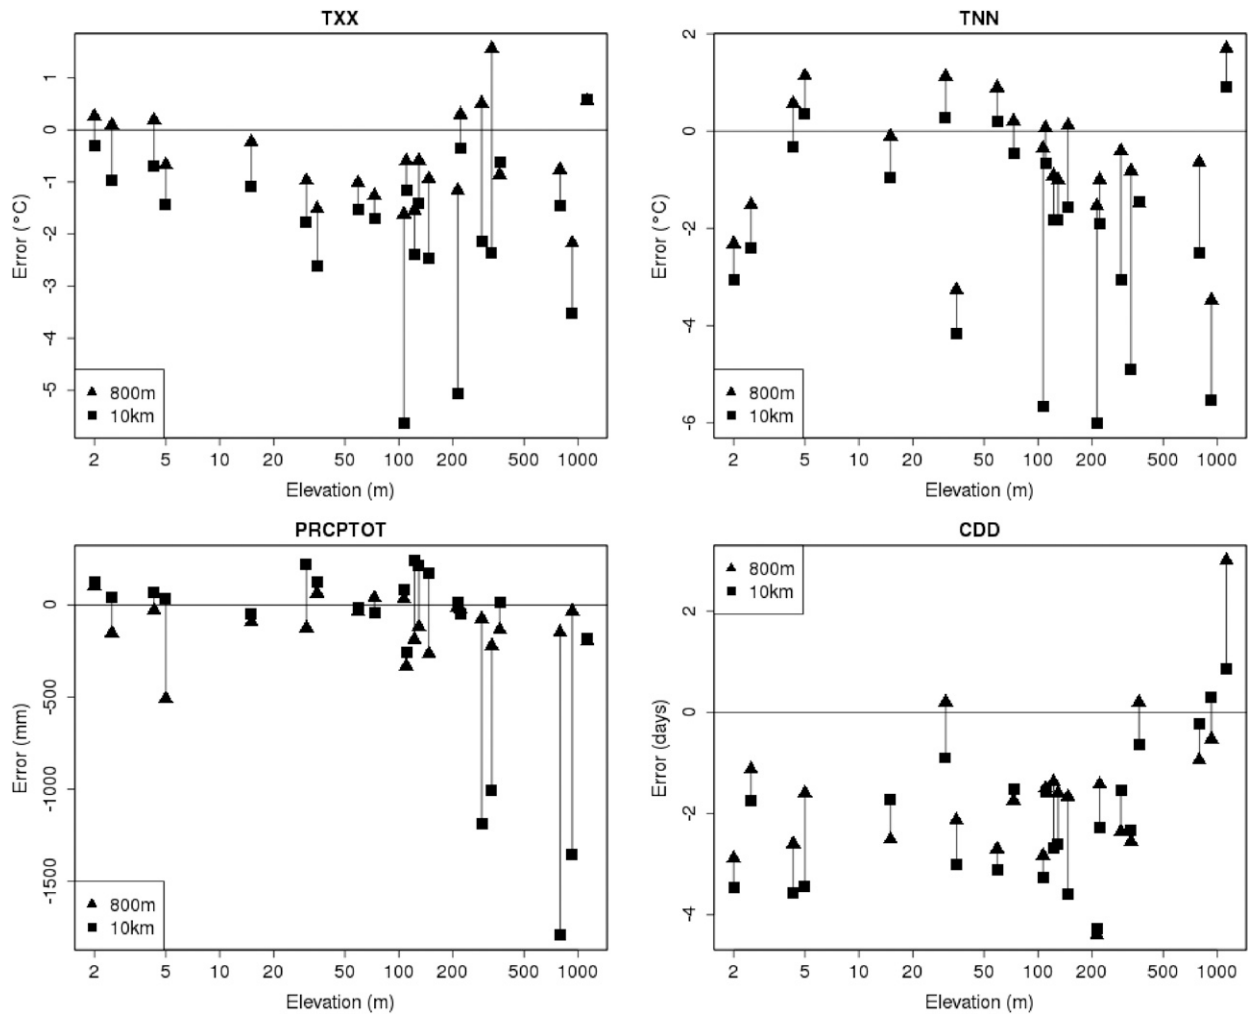 TXX
Error (°C)
1
0
-1
-2
-3
-4
-5
800m
10km
2 5 10 20 50 100 200 500 1000
Elevation (m)
TNN
Error (°C)
2
0
-2
-4
-6
800m
10km
2 5 10 20 50 100 200 500 1000
Elevation (m)
PRCPTOT
Error (mm)
0
-500
-1000
-1500
800m
10km
2 5 10 20 50 100 200 500 1000
Elevation (m)
CDD
Error (days)
800m
10km
2
0
-2
-4
2 5 10 20 50 100 200 500 1000
Elevation (m)